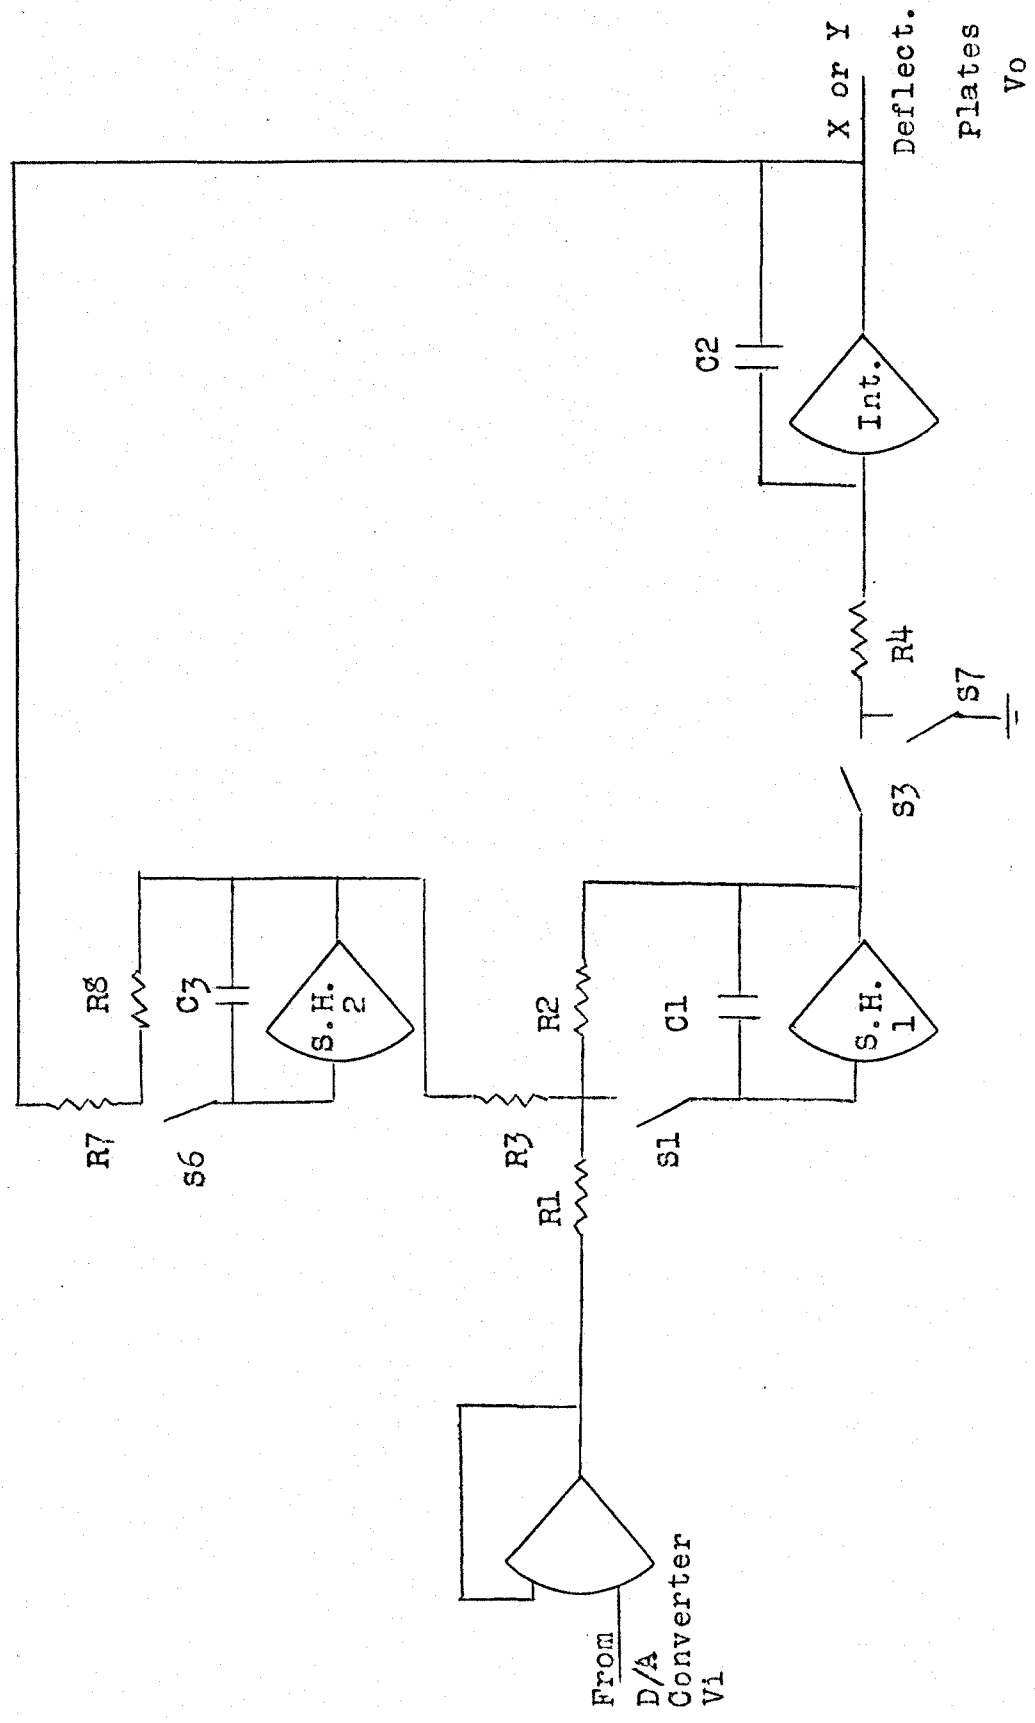 R7
R8
S6
C3
S.H.
2
R3
R1
R2
S1
C1
S.H.
1
S3
S7
R4
C2
Int.
X or Y
Deflect.
Plates
Vo
From
D/A
Converter
Vi